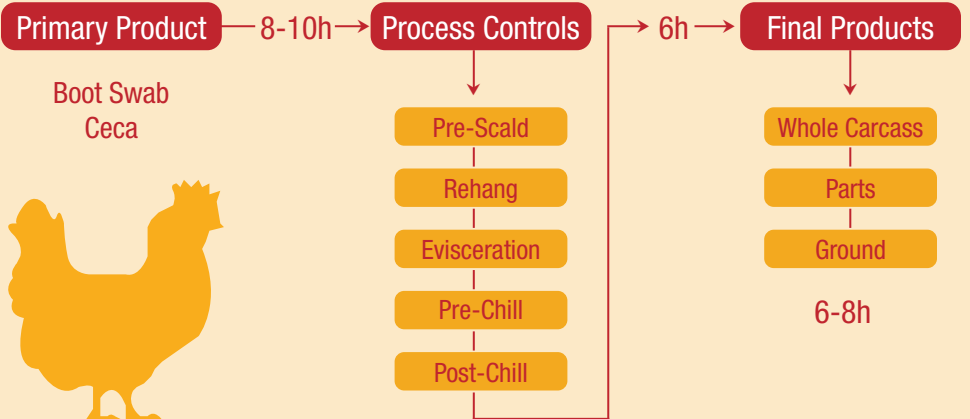 Primary Product
8-10h
Process Controls
6h
Final Products
Boot Swab
Ceca
Pre-Scald
Rehang
Evisceration
Pre-Chill
Post-Chill
Whole Carcass
Parts
Ground
6-8h